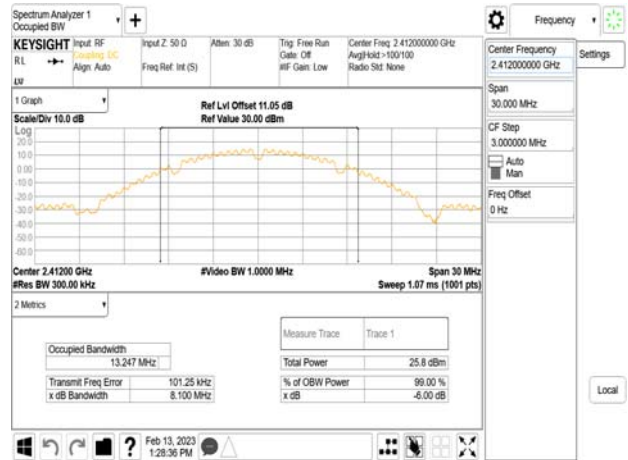 Spectrum Analyzer 1
Occupied BW
Frequency
KEYSIGHT
RL
Input: RF
Coupling: DC
Align: Auto
Input Z: 50 Ω
Freq Ref: Int (S)
Atten: 30 dB
Trig: Free Run
Gate: Off
#IF Gain: Low
Center Freq: 2.412000000 GHz
Avg|Hold:>100/100
Radio Std: None
Center Frequency
2.412000000 GHz
Settings
Span
30.000 MHz
CF Step
3.000000 MHz
Auto
Man
Freq Offset
0 Hz
Local
1 Graph
Scale/Div 10.0 dB
Ref Lvl Offset 11.05 dB
Ref Value 30.00 dBm
Log
20.0
10.0
0.00
-10.0
-20.0
-30.0
-40.0
-50.0
-60.0
Center 2.41200 GHz
#Res BW 300.00 kHz
#Video BW 1.0000 MHz
Span 30 MHz
Sweep 1.07 ms (1001 pts)
2 Metrics
Measure Trace
Trace 1
Occupied Bandwidth
13.247 MHz
Total Power
25.8 dBm
Transmit Freq Error
101.25 kHz
% of OBW Power
99.00 %
x dB Bandwidth
8.100 MHz
x dB
-6.00 dB
Feb 13, 2023
1:28:36 PM